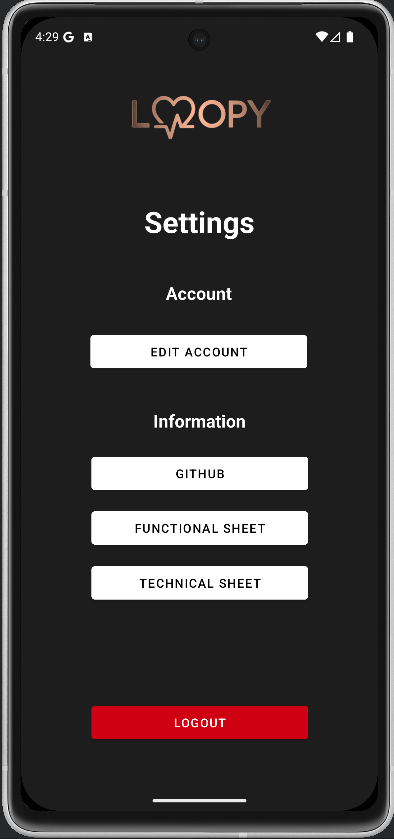 4:29 G A
LOOPY
Settings
Account
EDIT ACCOUNT
Information
GITHUB
FUNCTIONAL SHEET
TECHNICAL SHEET
LOGOUT